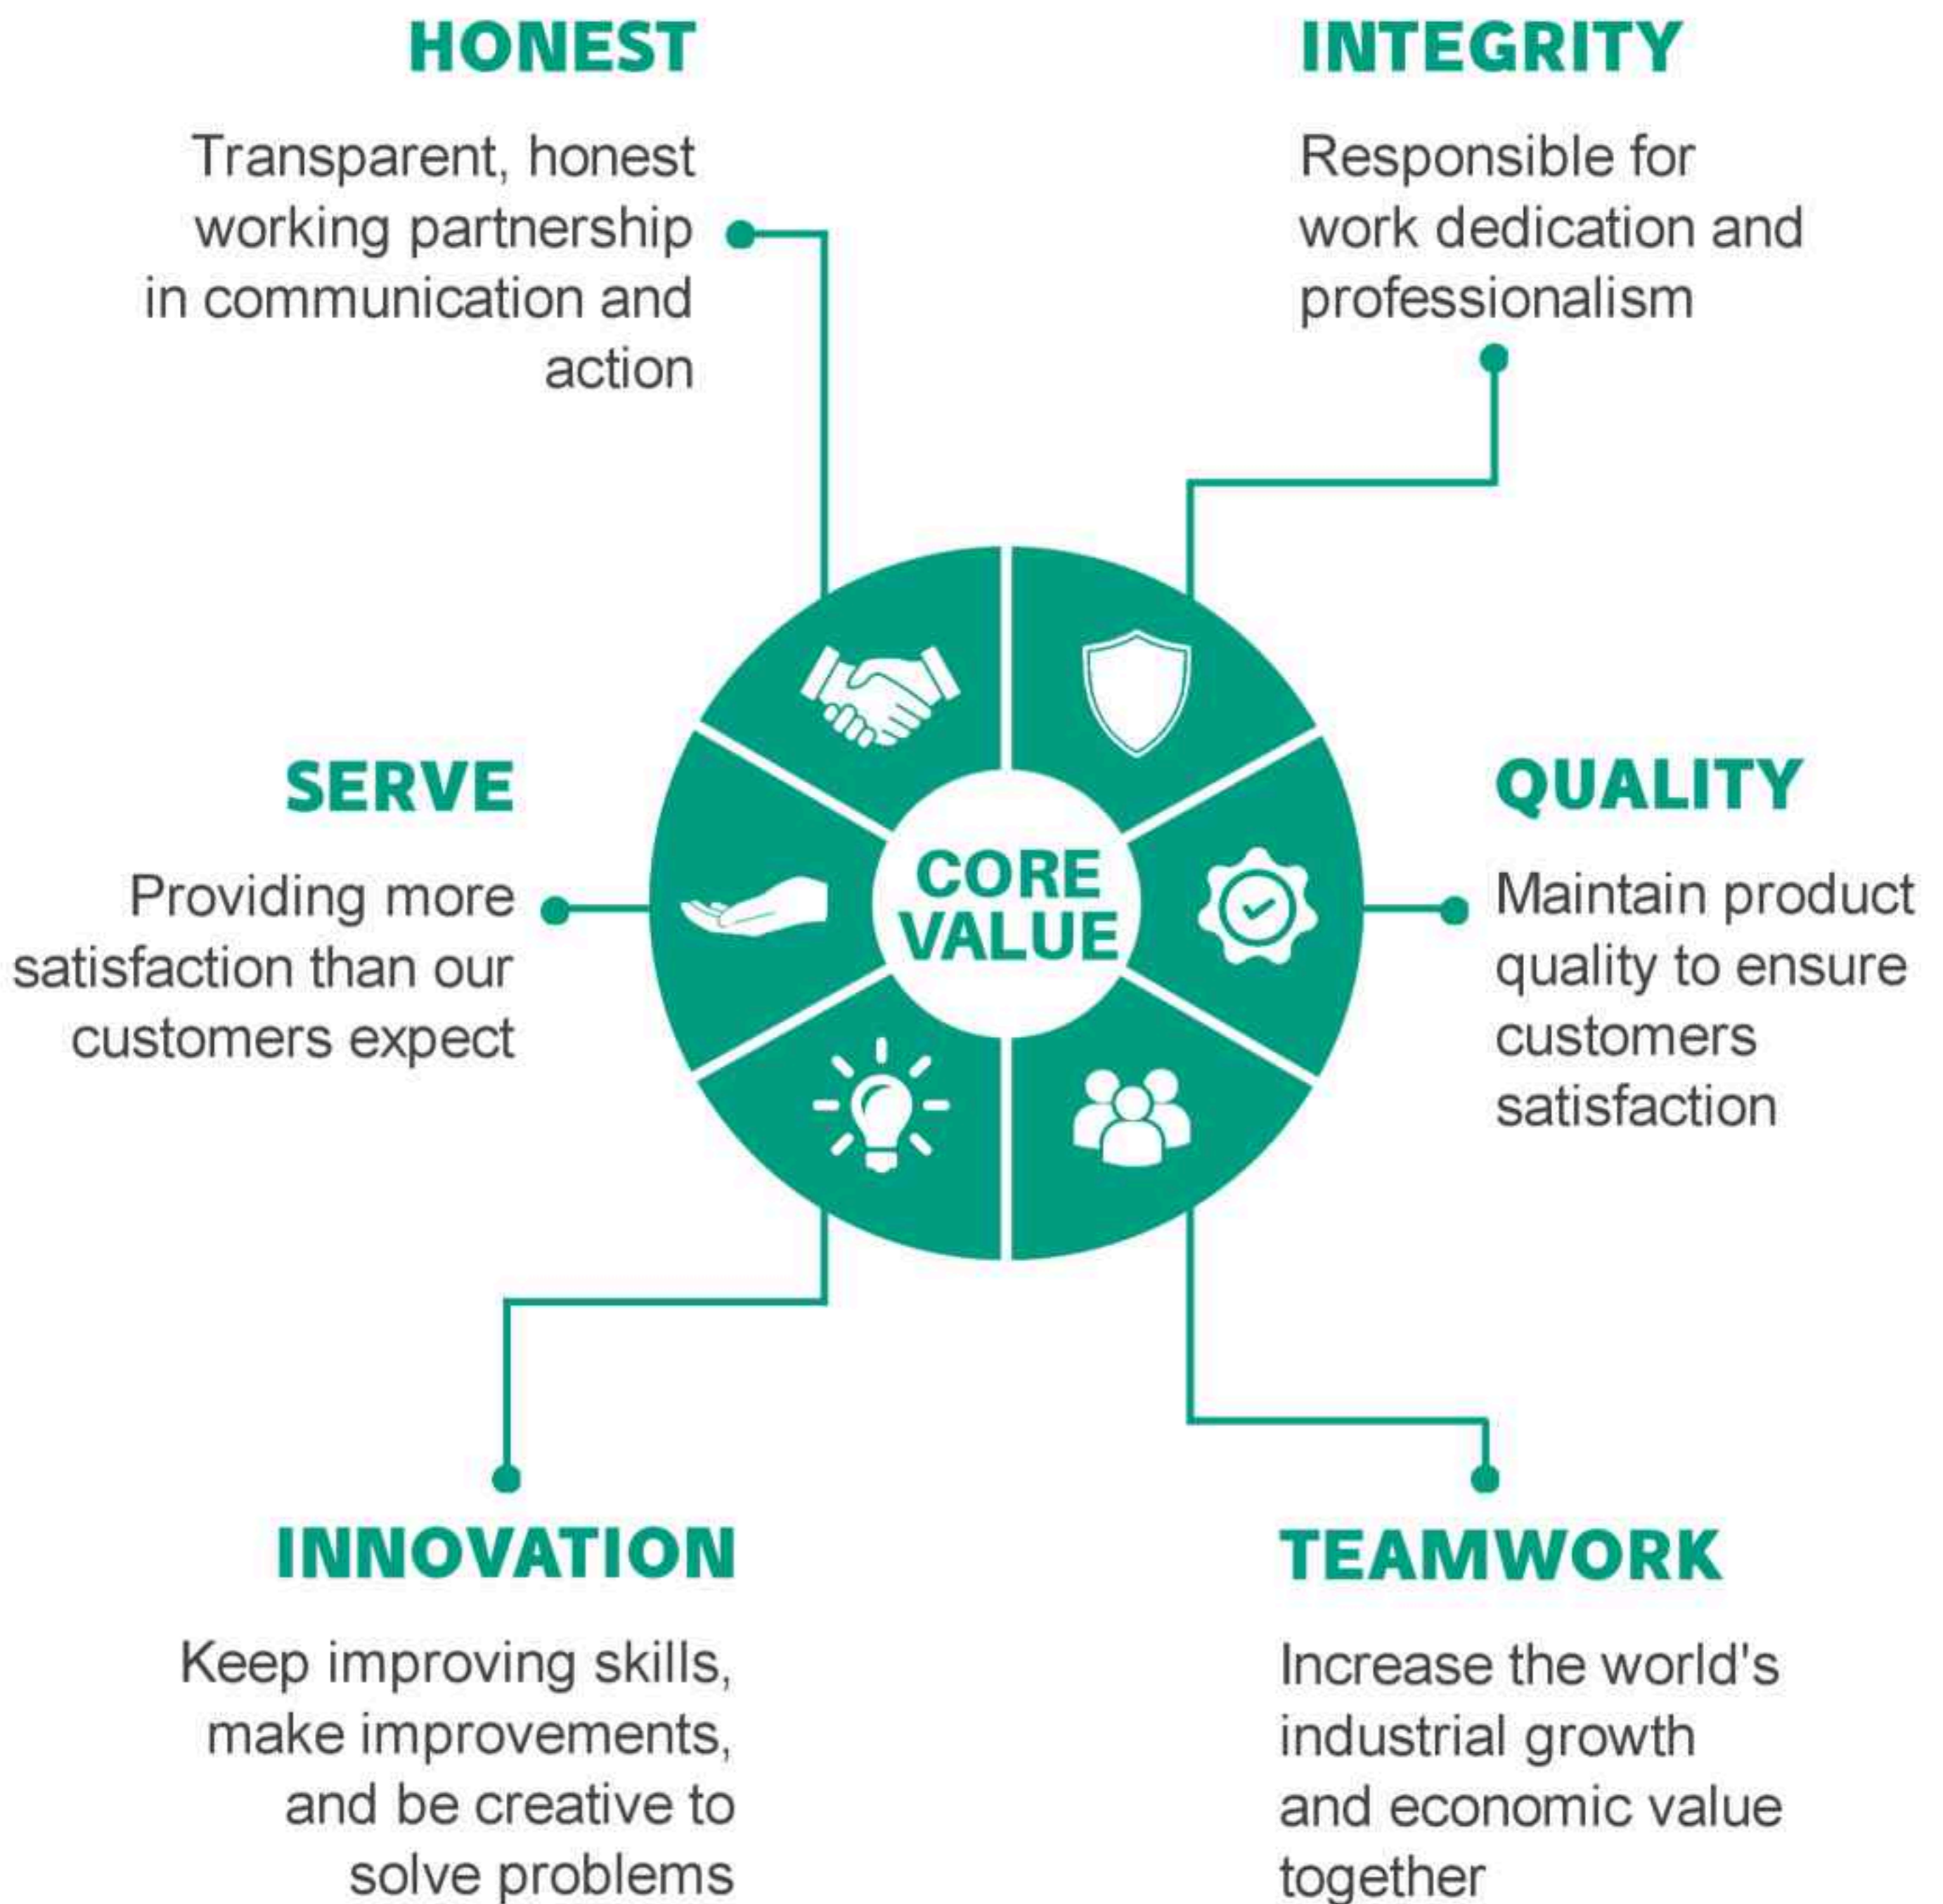 HONEST
Transparent, honest
working partnership
in communication and
action
INTEGRITY
Responsible for
work dedication and
professionalism
SERVE
Providing more
satisfaction than our
customers expect
CORE
VALUE
QUALITY
Maintain product
quality to ensure
customers
satisfaction
INNOVATION
Keep improving skills,
make improvements,
and be creative to
solve problems
TEAMWORK
Increase the world's
industrial growth
and economic value
together